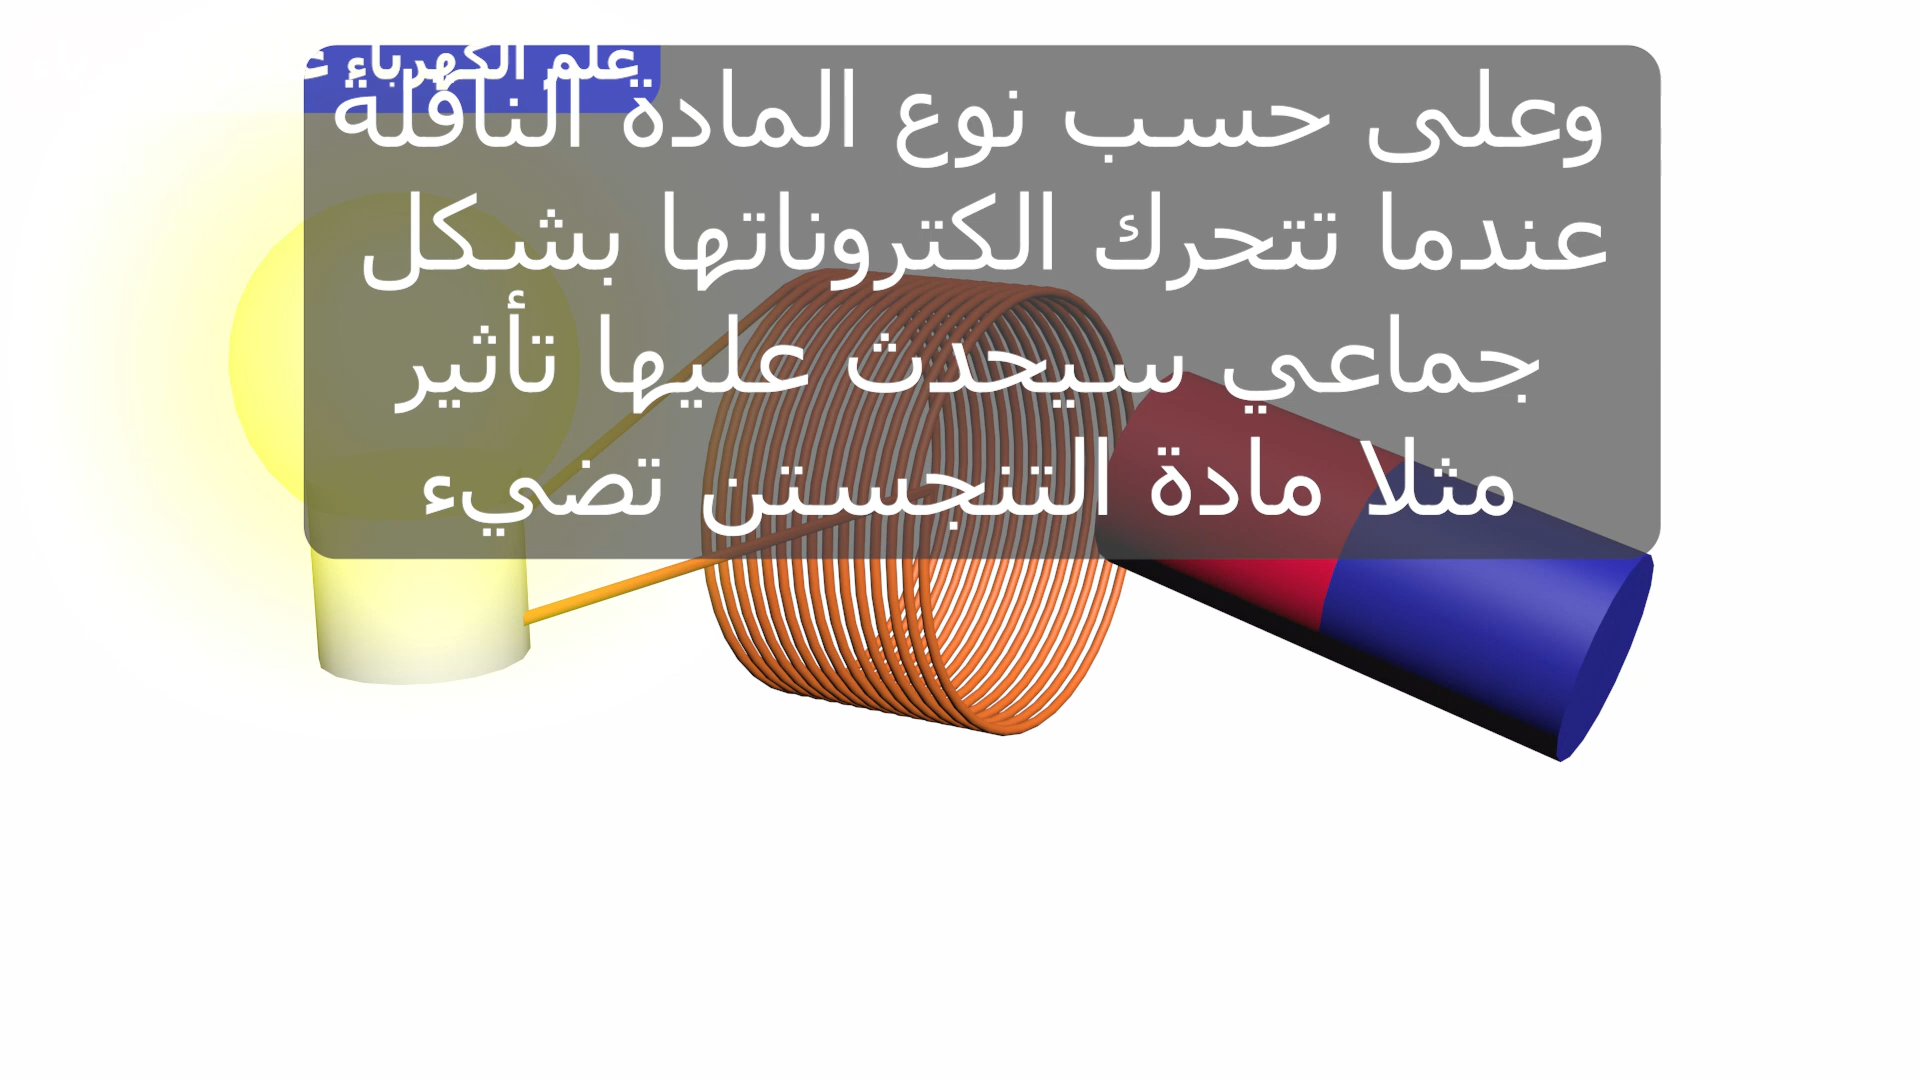 علم الكهرباء
وعلى حسب نوع المادة الناقلة
عندما تتحرك الكتروناتها بشكل
جماعي سيحدث عليها تأثير
مثلا مادة التنجستن تضيء